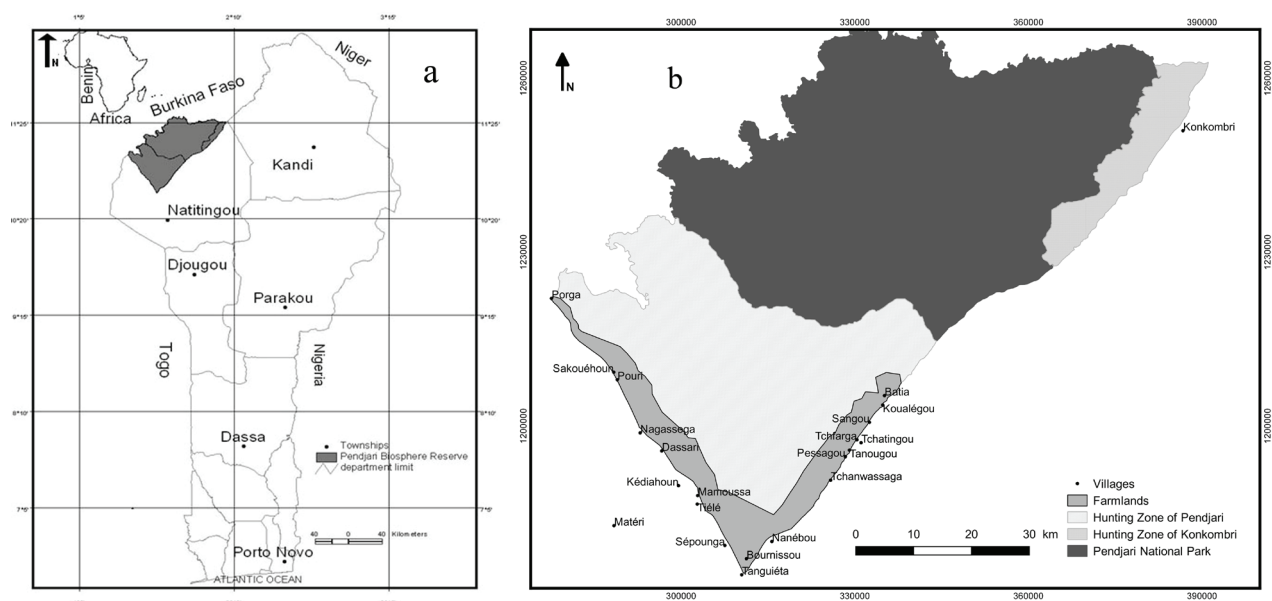 1°5'
2°10'
3°15'
N
a
Niger
Benin
Burkina Faso
Africa
11°25'
11°25'
Kandi
Natitingou
10°20'
10°20'
Djougou
Parakou
9°15'
9°15'
Togo
Nigeria
8°10'
8°10'
Dassa
Townships
Pendjari Biosphere Reserve
department limit
7°5'
7°5'
40 0 40 Kilometers
Porto Novo
ATLANTIC OCEAN
300000
330000
360000
390000
N
b
1260000
1260000
Konkombri
1230000
1230000
Porga
Sakouéhoun
Pouri
Batia
Koualégou
Sangou
1200000
1200000
Nagassega
Tchfarga
Tchatingou
Dassari
Pessagou
Tanougou
Tchanwassaga
Kédiahoun
Mamoussa
Tiélé
Matéri
Nanébou
Sépounga
Bournissou
Tanguiéta
Villages
Farmlands
Hunting Zone of Pendjari
Hunting Zone of Konkombri
Pendjari National Park
0 10 20 30 km
300000
330000
360000
390000